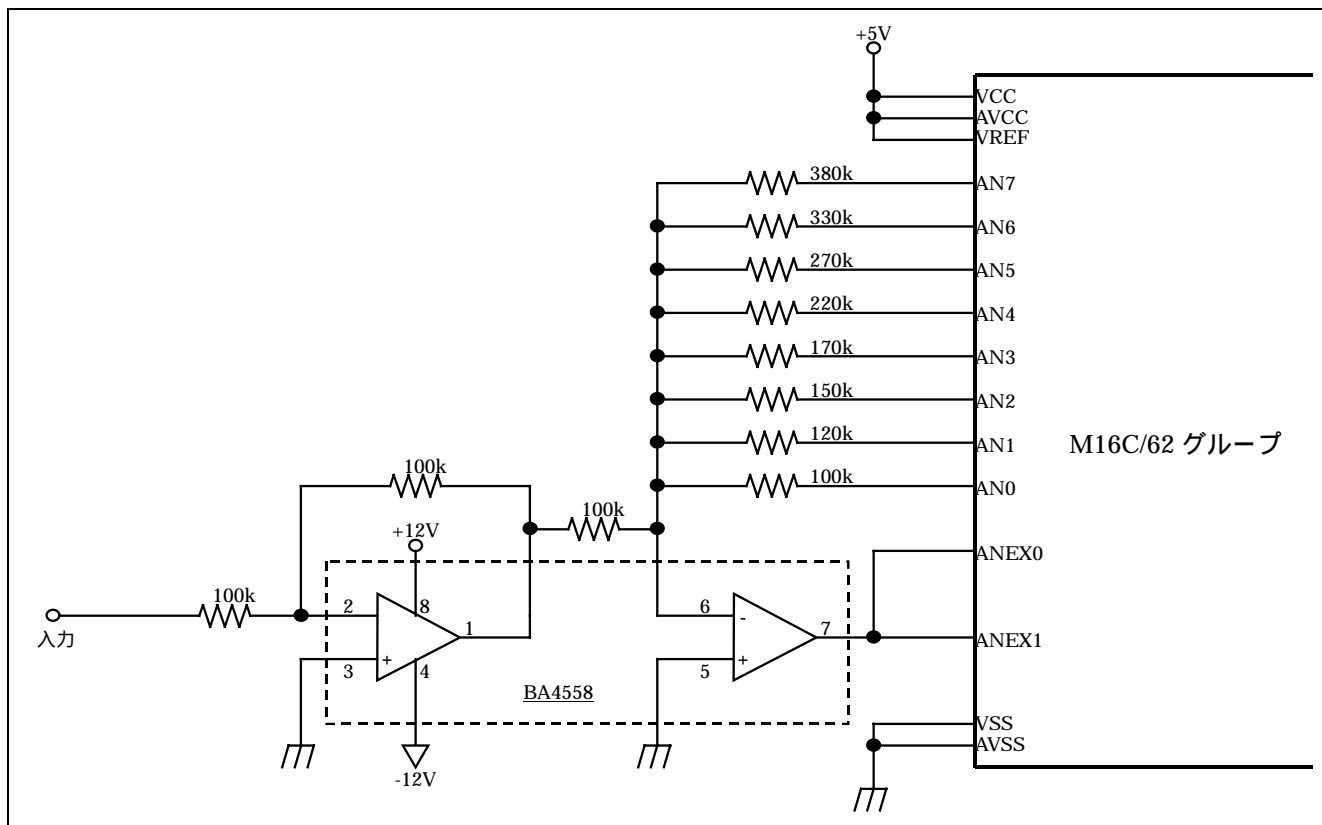 +5V
VCC
AVCC
VREF
380k
AN7
330k
AN6
270k
AN5
220k
AN4
170k
AN3
150k
AN2
M16C/62 グループ
120k
AN1
100k
AN0
100k
100k
+12V
ANEX0
100k
2
8
1
6
-
7
入力
3
+
4
5
+
ANEX1
BA4558
-12V
VSS
AVSS